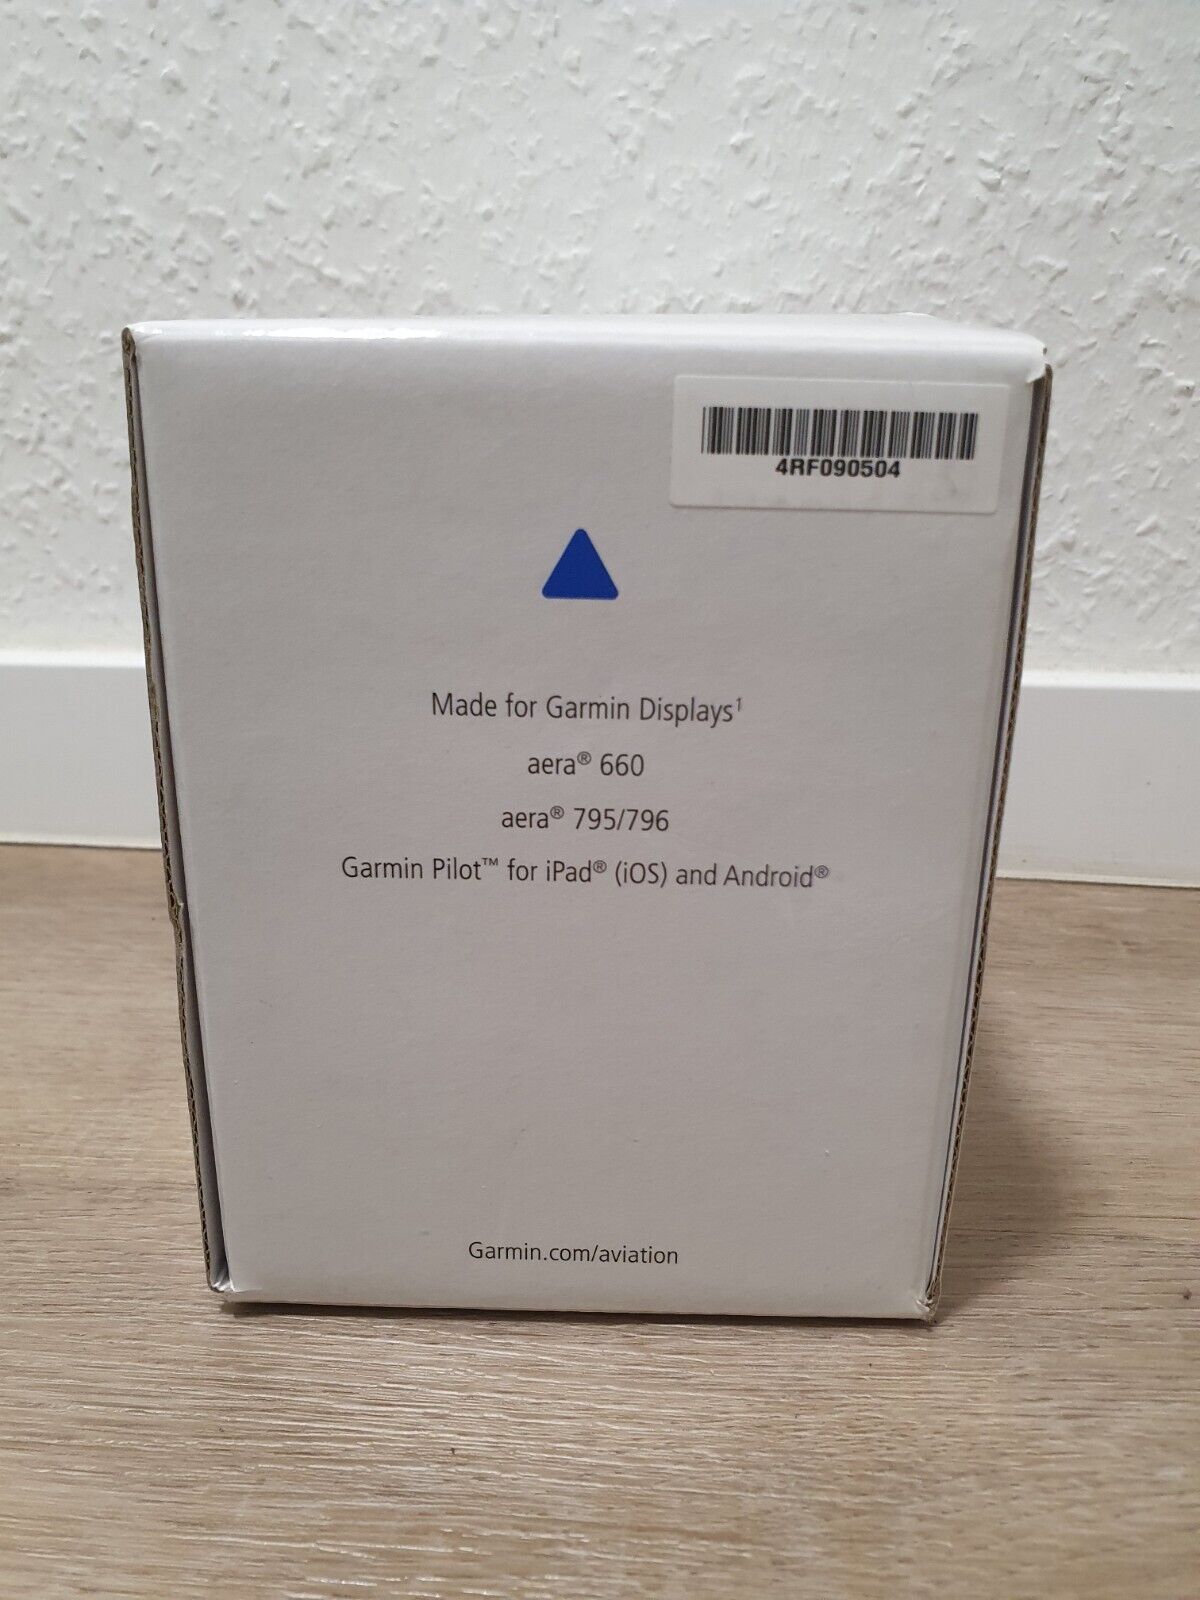 4RF090504
Made for Garmin Displays¹
aera® 660
aera® 795/796
Garmin Pilot™ for iPad® (iOS) and Android®
Garmin.com/aviation